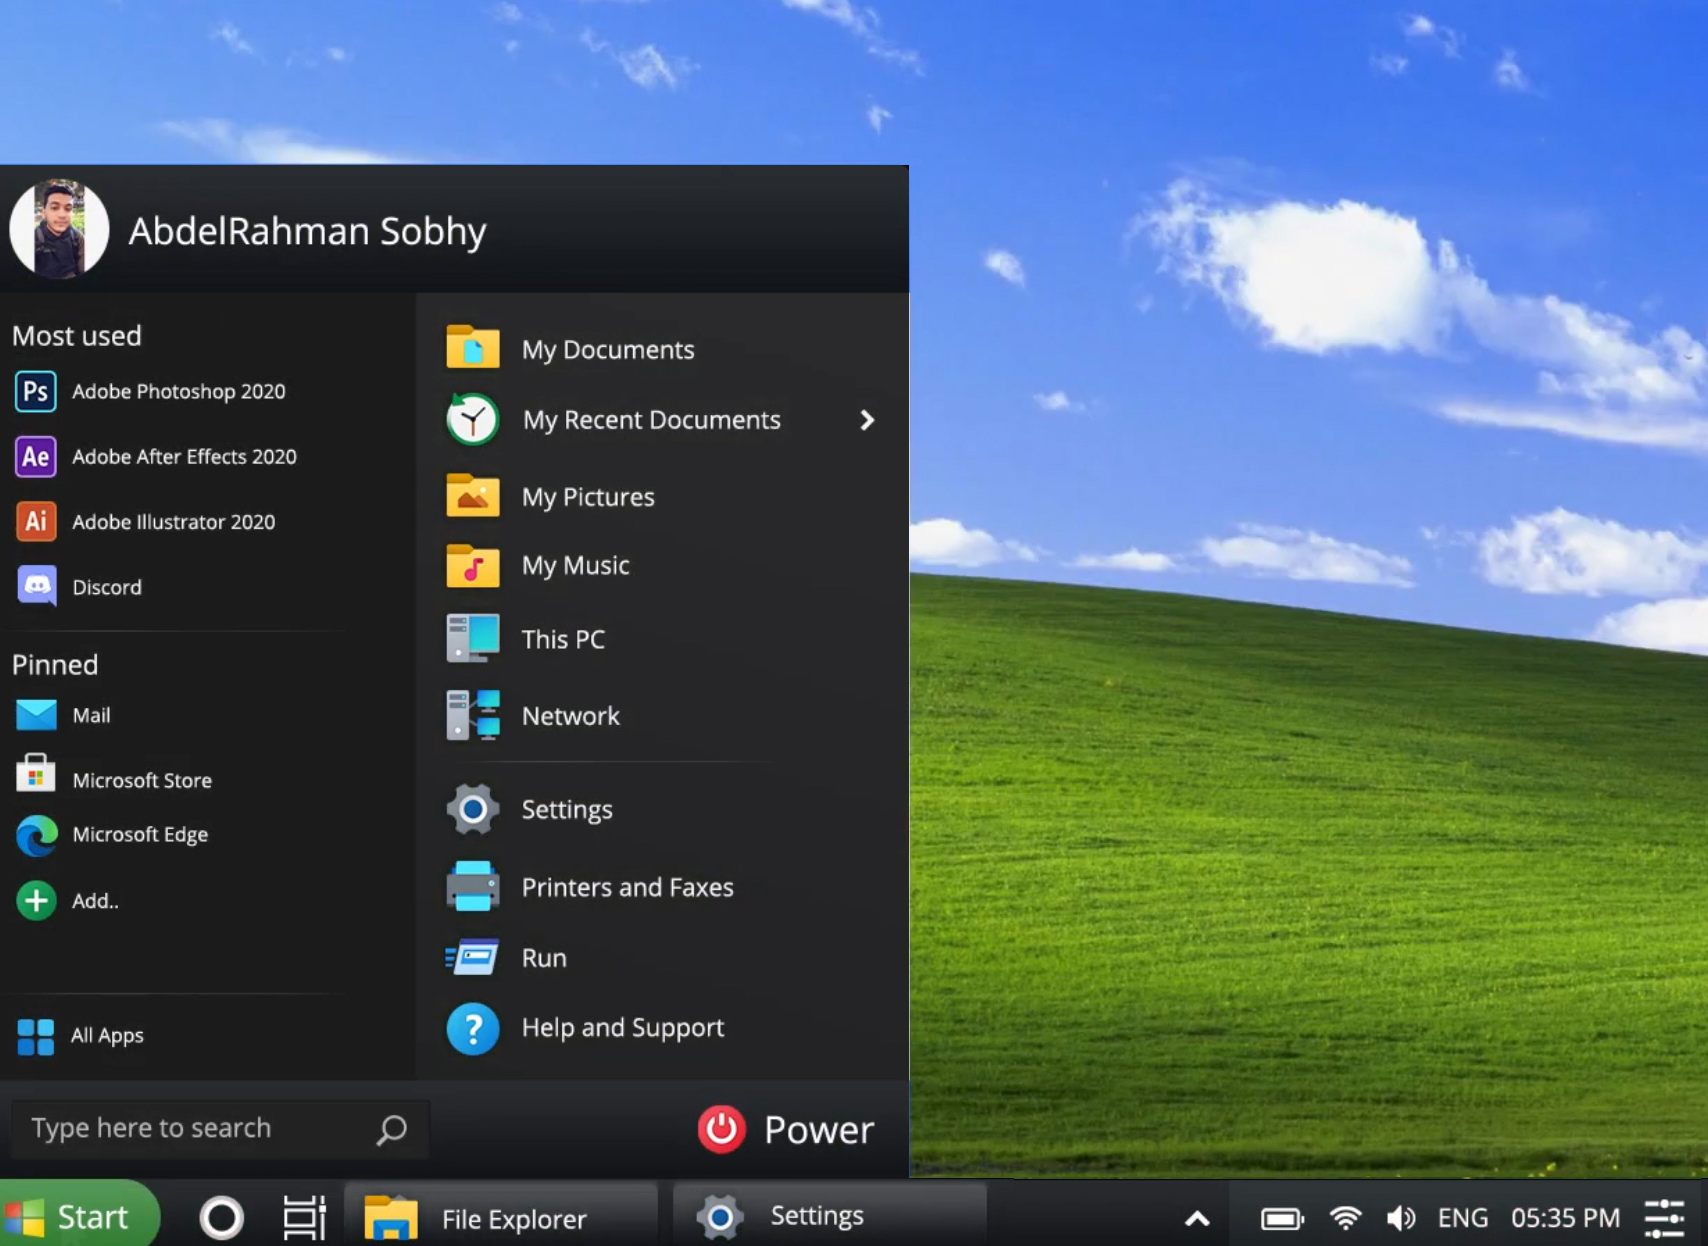 AbdelRahman Sobhy
Most used
Ps
Adobe Photoshop 2020
Ae
Adobe After Effects 2020
Ai
Adobe Illustrator 2020
Discord
Pinned
Mail
Microsoft Store
Microsoft Edge
Add..
All Apps
My Documents
My Recent Documents
My Pictures
My Music
This PC
Network
Settings
Printers and Faxes
Run
Help and Support
Type here to search
Power
Start
File Explorer
Settings
ENG
05:35 PM